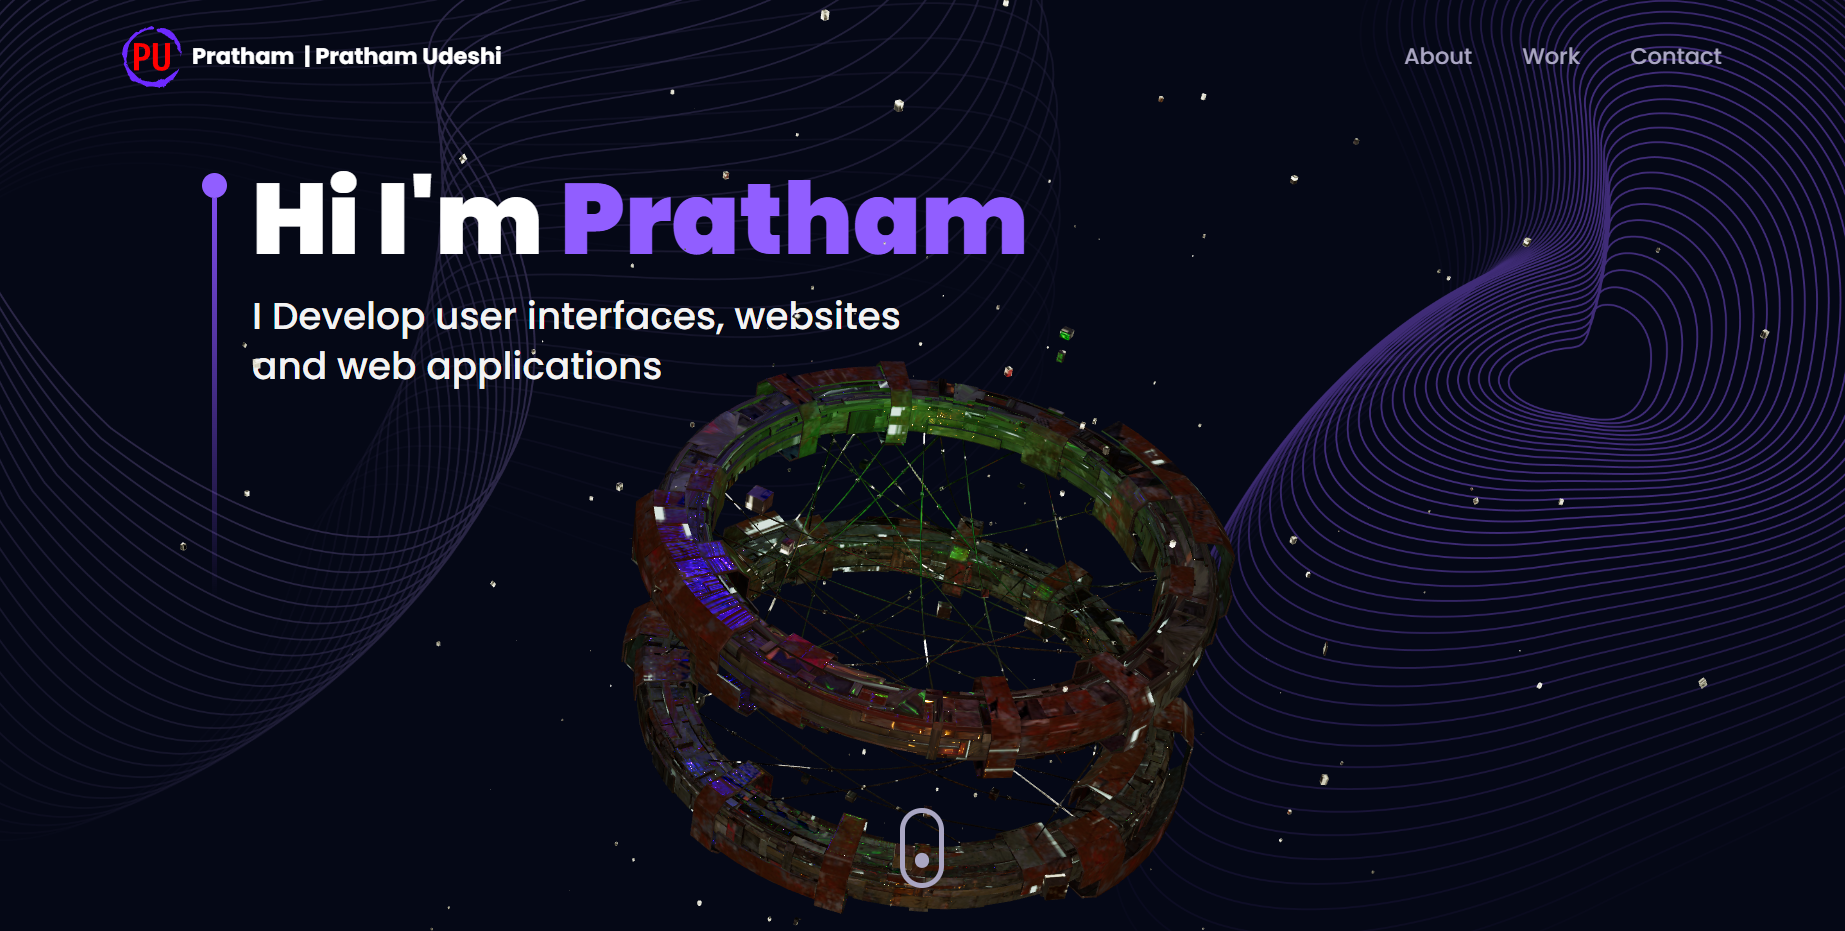 PU Pratham | Pratham Udeshi
About Work Contact
Hi I'm Pratham
I Develop user interfaces, websites
and web applications